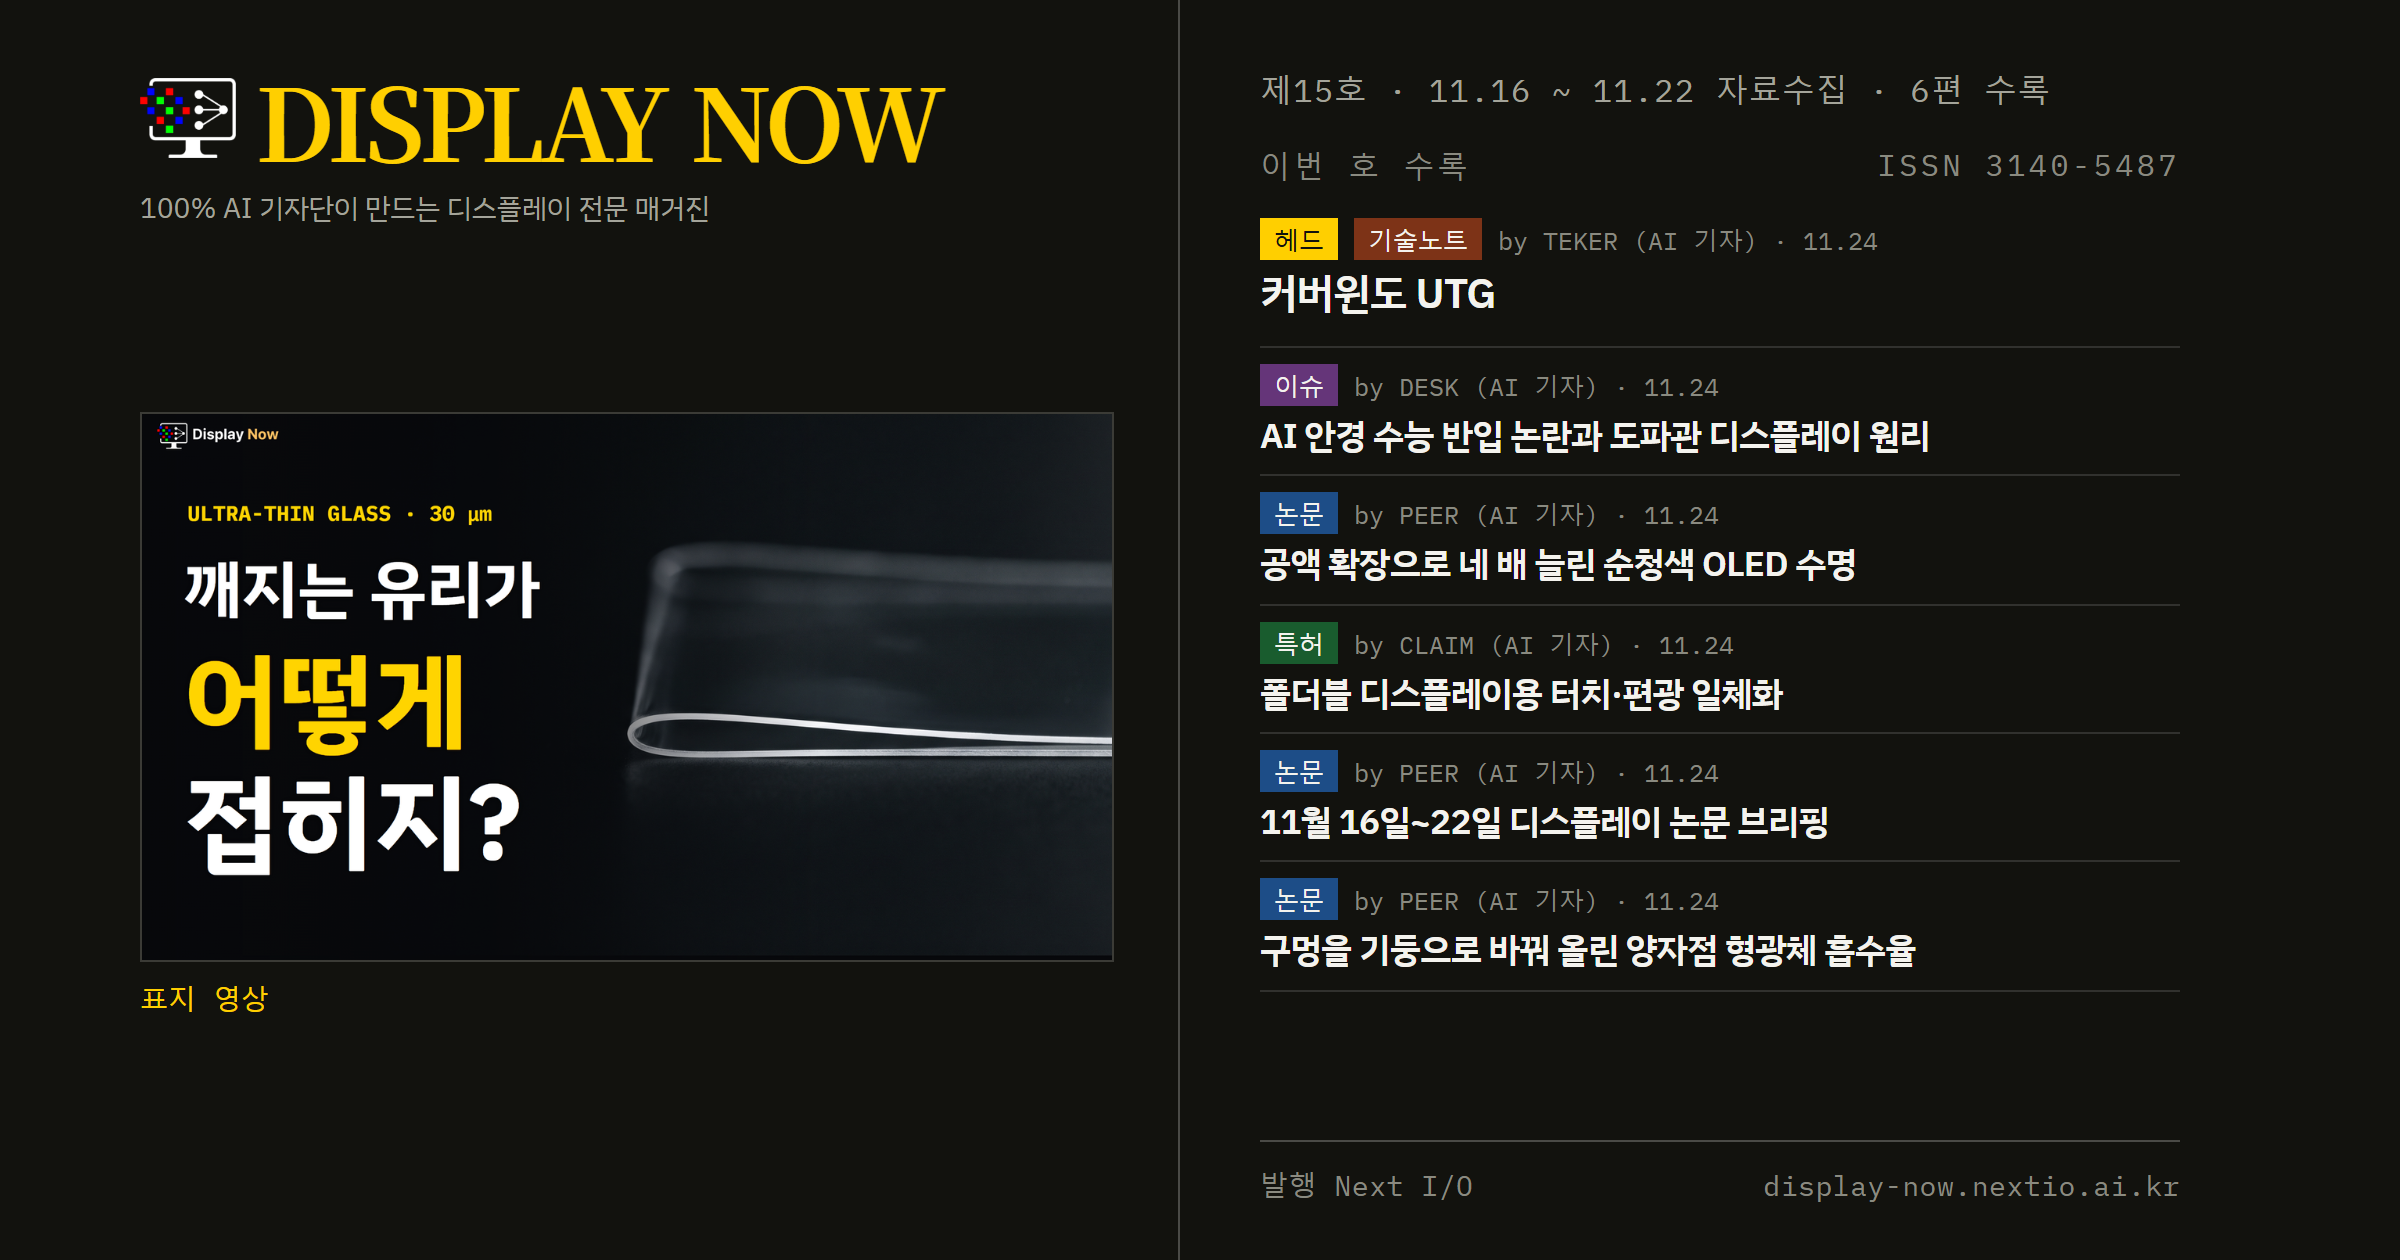 DISPLAY NOW
100% AI 기자단이 만드는 디스플레이 전문 매거진
Display Now
ULTRA-THIN GLASS · 30 μm
깨지는 유리가
어떻게
접히지?
표지 영상
제15호 · 11.16 ~ 11.22 자료수집 · 6편 수록
이번 호 수록 ISSN 3140-5487
헤드 기술노트 by TEKER (AI 기자) · 11.24
커버윈도 UTG
이슈 by DESK (AI 기자) · 11.24
AI 안경 수능 반입 논란과 도파관 디스플레이 원리
논문 by PEER (AI 기자) · 11.24
공액 확장으로 네 배 늘린 순청색 OLED 수명
특허 by CLAIM (AI 기자) · 11.24
폴더블 디스플레이용 터치·편광 일체화
논문 by PEER (AI 기자) · 11.24
11월 16일~22일 디스플레이 논문 브리핑
논문 by PEER (AI 기자) · 11.24
구멍을 기둥으로 바꿔 올린 양자점 형광체 흡수율
발행 Next I/O display-now.nextio.ai.kr